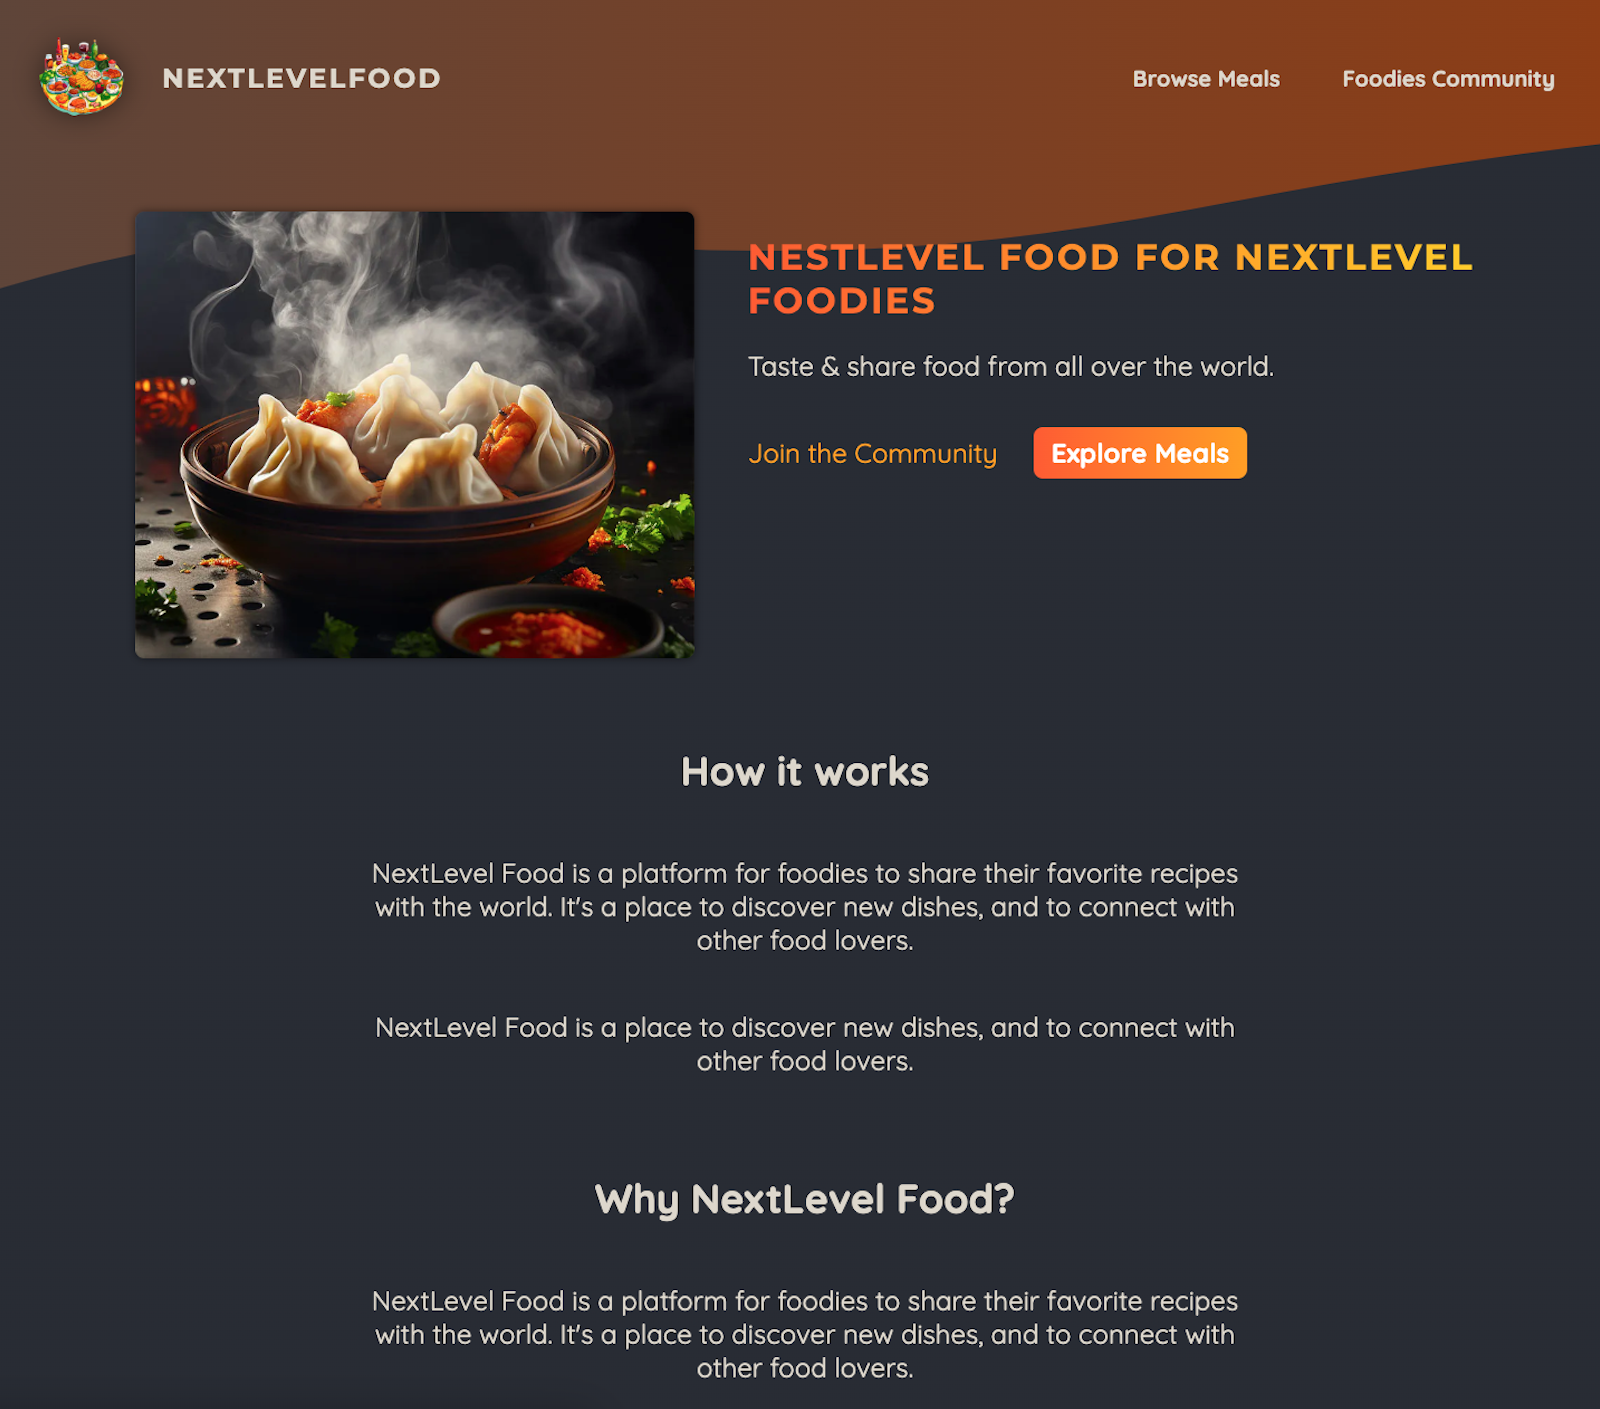 NEXTLEVELFOOD
Browse Meals
Foodies Community
NESTLEVEL FOOD FOR NEXTLEVEL
FOODIES
Taste & share food from all over the world.
Join the Community
Explore Meals
How it works
NextLevel Food is a platform for foodies to share their favorite recipes
with the world. It's a place to discover new dishes, and to connect with
other food lovers.
NextLevel Food is a place to discover new dishes, and to connect with
other food lovers.
Why NextLevel Food?
NextLevel Food is a platform for foodies to share their favorite recipes
with the world. It's a place to discover new dishes, and to connect with
other food lovers.